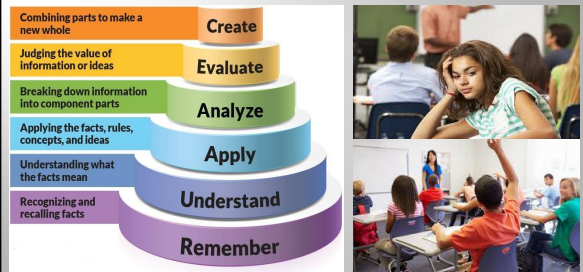 Combining parts to make a
new whole
Create
Judging the value of
information or ideas
Evaluate
Breaking down information
into component parts
Analyze
Applying the facts, rules,
concepts, and ideas
Apply
Understanding what
the facts mean
Understand
Recognizing and
recalling facts
Remember